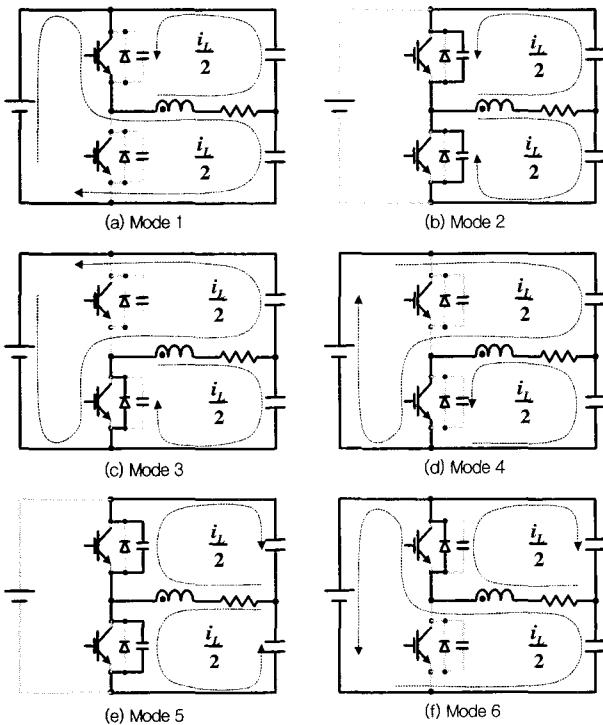 i_L
2
i_L
2
(a) Mode 1
i_L
2
i_L
2
(b) Mode 2
i_L
2
i_L
2
(c) Mode 3
i_L
2
i_L
2
(d) Mode 4
i_L
2
i_L
2
(e) Mode 5
i_L
2
i_L
2
(f) Mode 6